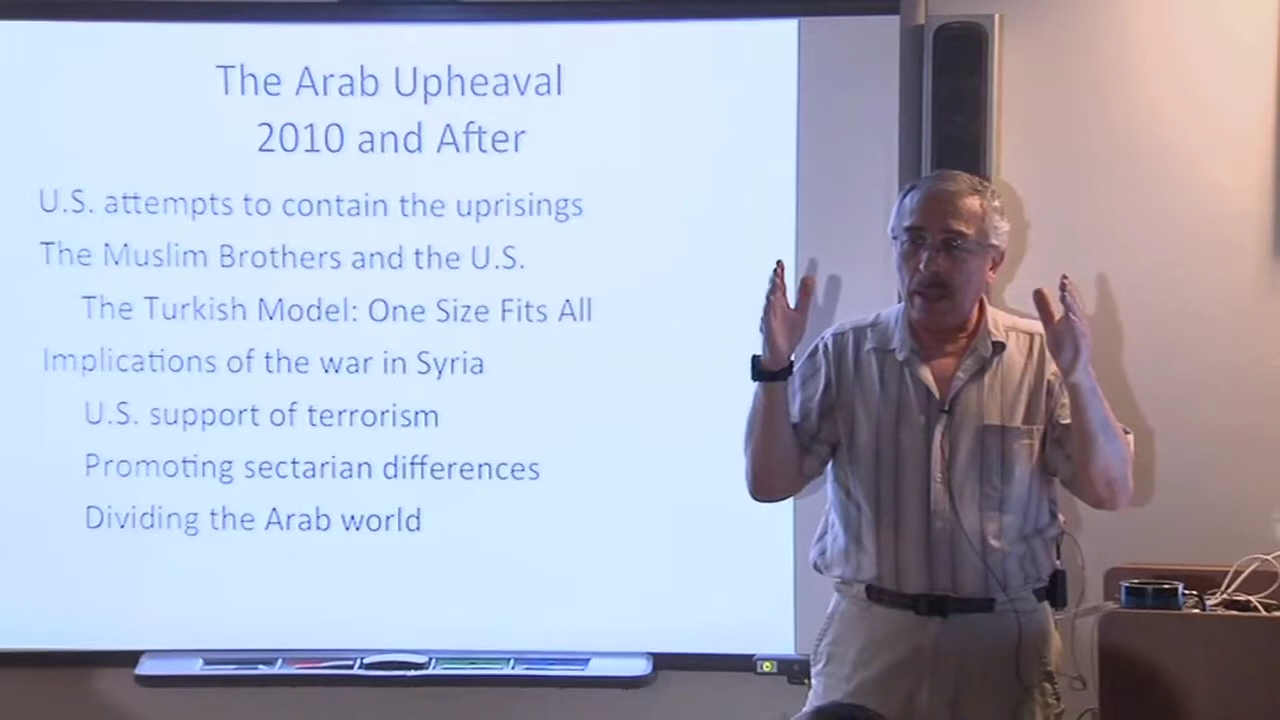 The Arab Upheaval
2010 and After
U.S. attempts to contain the uprisings
The Muslim Brothers and the U.S.
The Turkish Model: One Size Fits All
Implications of the war in Syria
U.S. support of terrorism
Promoting sectarian differences
Dividing the Arab world